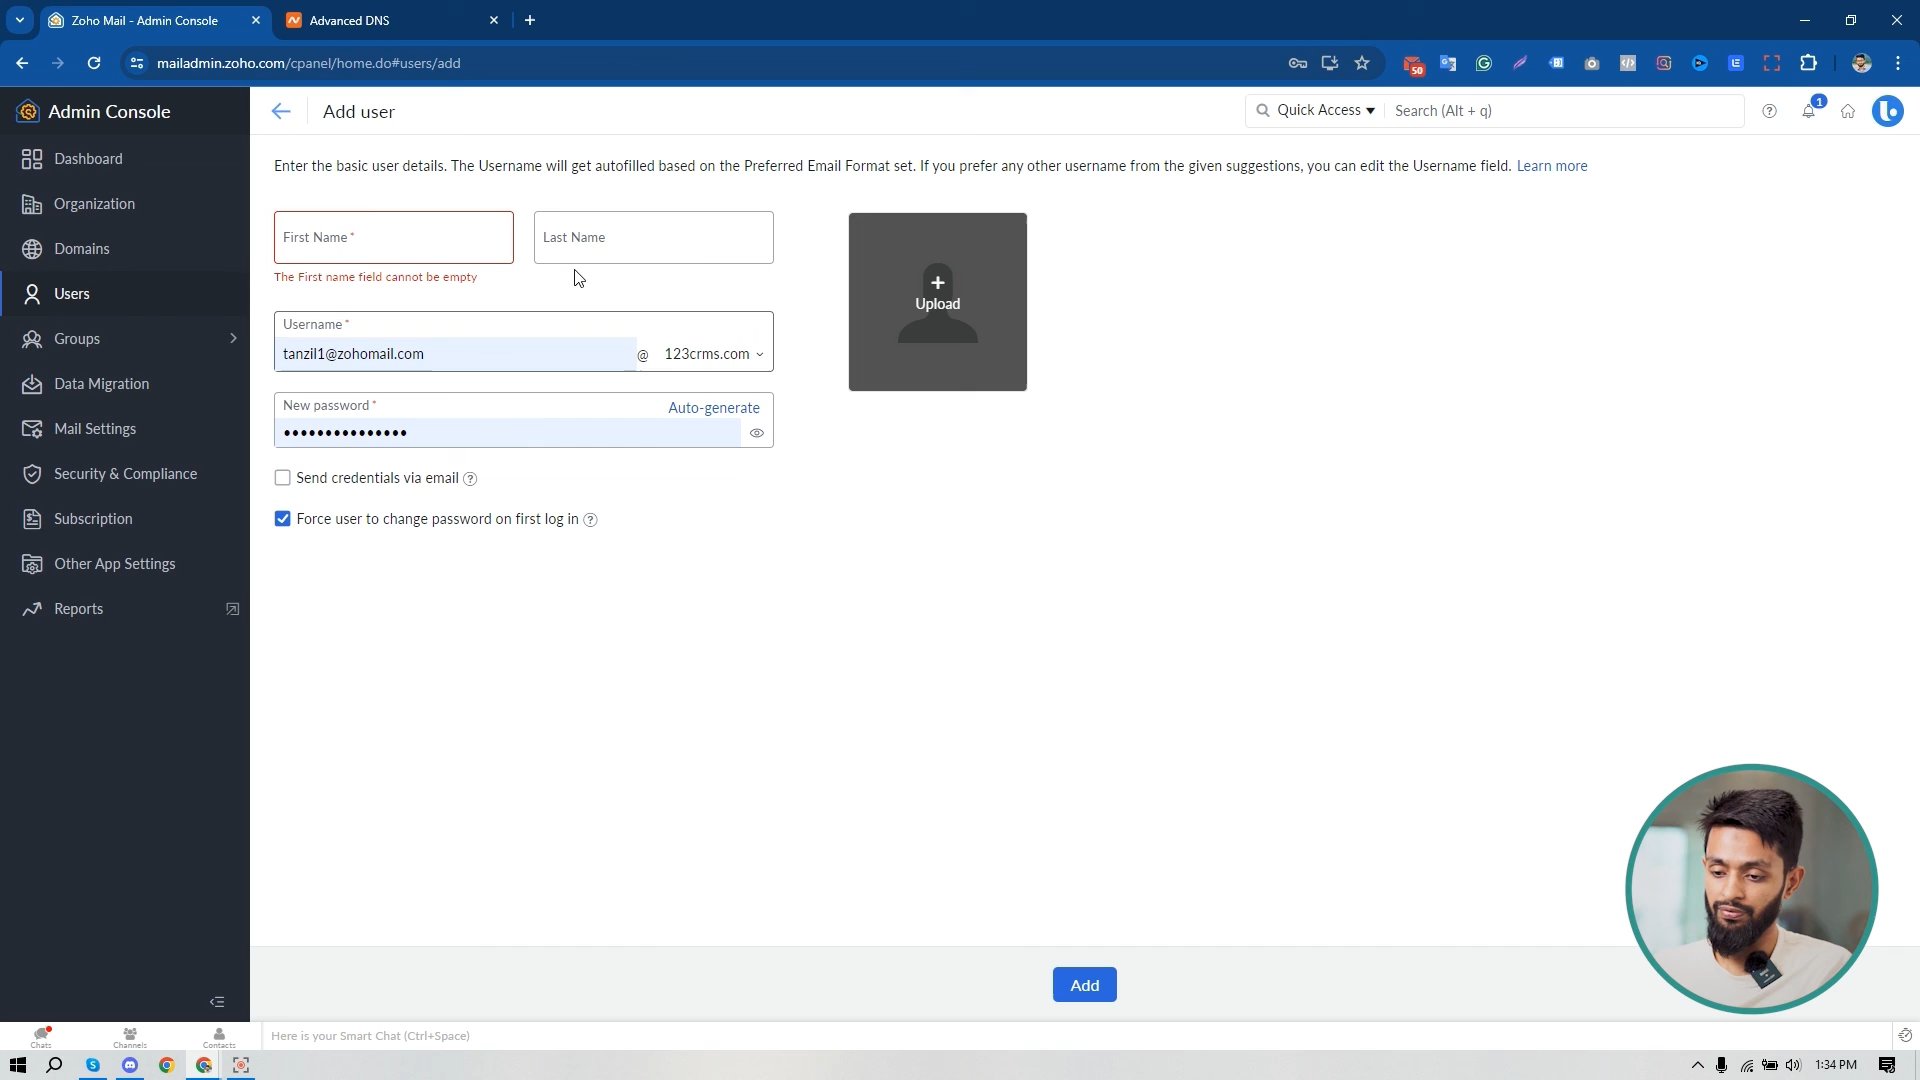 Zoho Mail - Admin Console
Advanced DNS
mailadmin.zoho.com/cpanel/home.do#users/add
50
Admin Console
Add user
Quick Access
Search (Alt + q)
1
Dashboard
Organization
Domains
Users
Groups
Data Migration
Mail Settings
Security & Compliance
Subscription
Other App Settings
Reports
Enter the basic user details. The Username will get autofilled based on the Preferred Email Format set. If you prefer any other username from the given suggestions, you can edit the Username field. Learn more
First Name *
Last Name
The First name field cannot be empty
Upload
Username *
tanzil1@zohomail.com @ 123crms.com
New password *
Auto-generate
Send credentials via email
Force user to change password on first log in
Add
Chats
Channels
Contacts
Here is your Smart Chat (Ctrl+Space)
1:34 PM